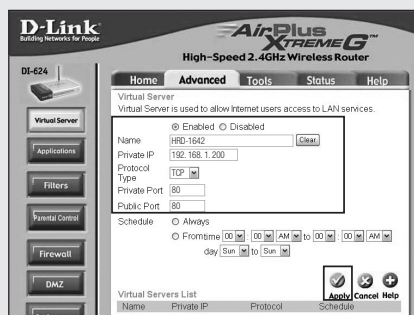 D-Link
Building Networks for People
AirPlus
XTREME G™
High-Speed 2.4GHz Wireless Router
DI-624
Home Advanced Tools Status Help
Virtual Server
Virtual Server is used to allow Internet users access to LAN services.
Virtual Server
Enabled Disabled
Name HRD-1642 Clear
Applications
Private IP 192.168.1.200
Protocol Type TCP
Filters
Private Port 80
Public Port 80
Parental Control
Schedule Always
From time 00 : 00 AM to 00 : 00 AM
day Sun to Sun
Firewall
DMZ
Apply Cancel Help
Virtual Servers List
Name Private IP Protocol Schedule